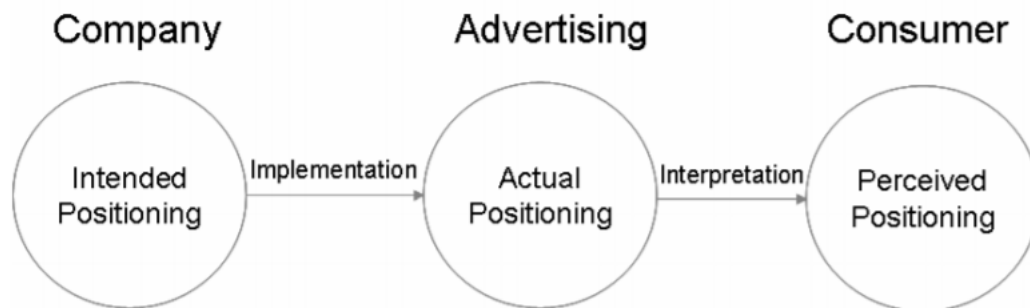 Company
Advertising
Consumer
Intended
Positioning
Implementation
Actual
Positioning
Interpretation
Perceived
Positioning